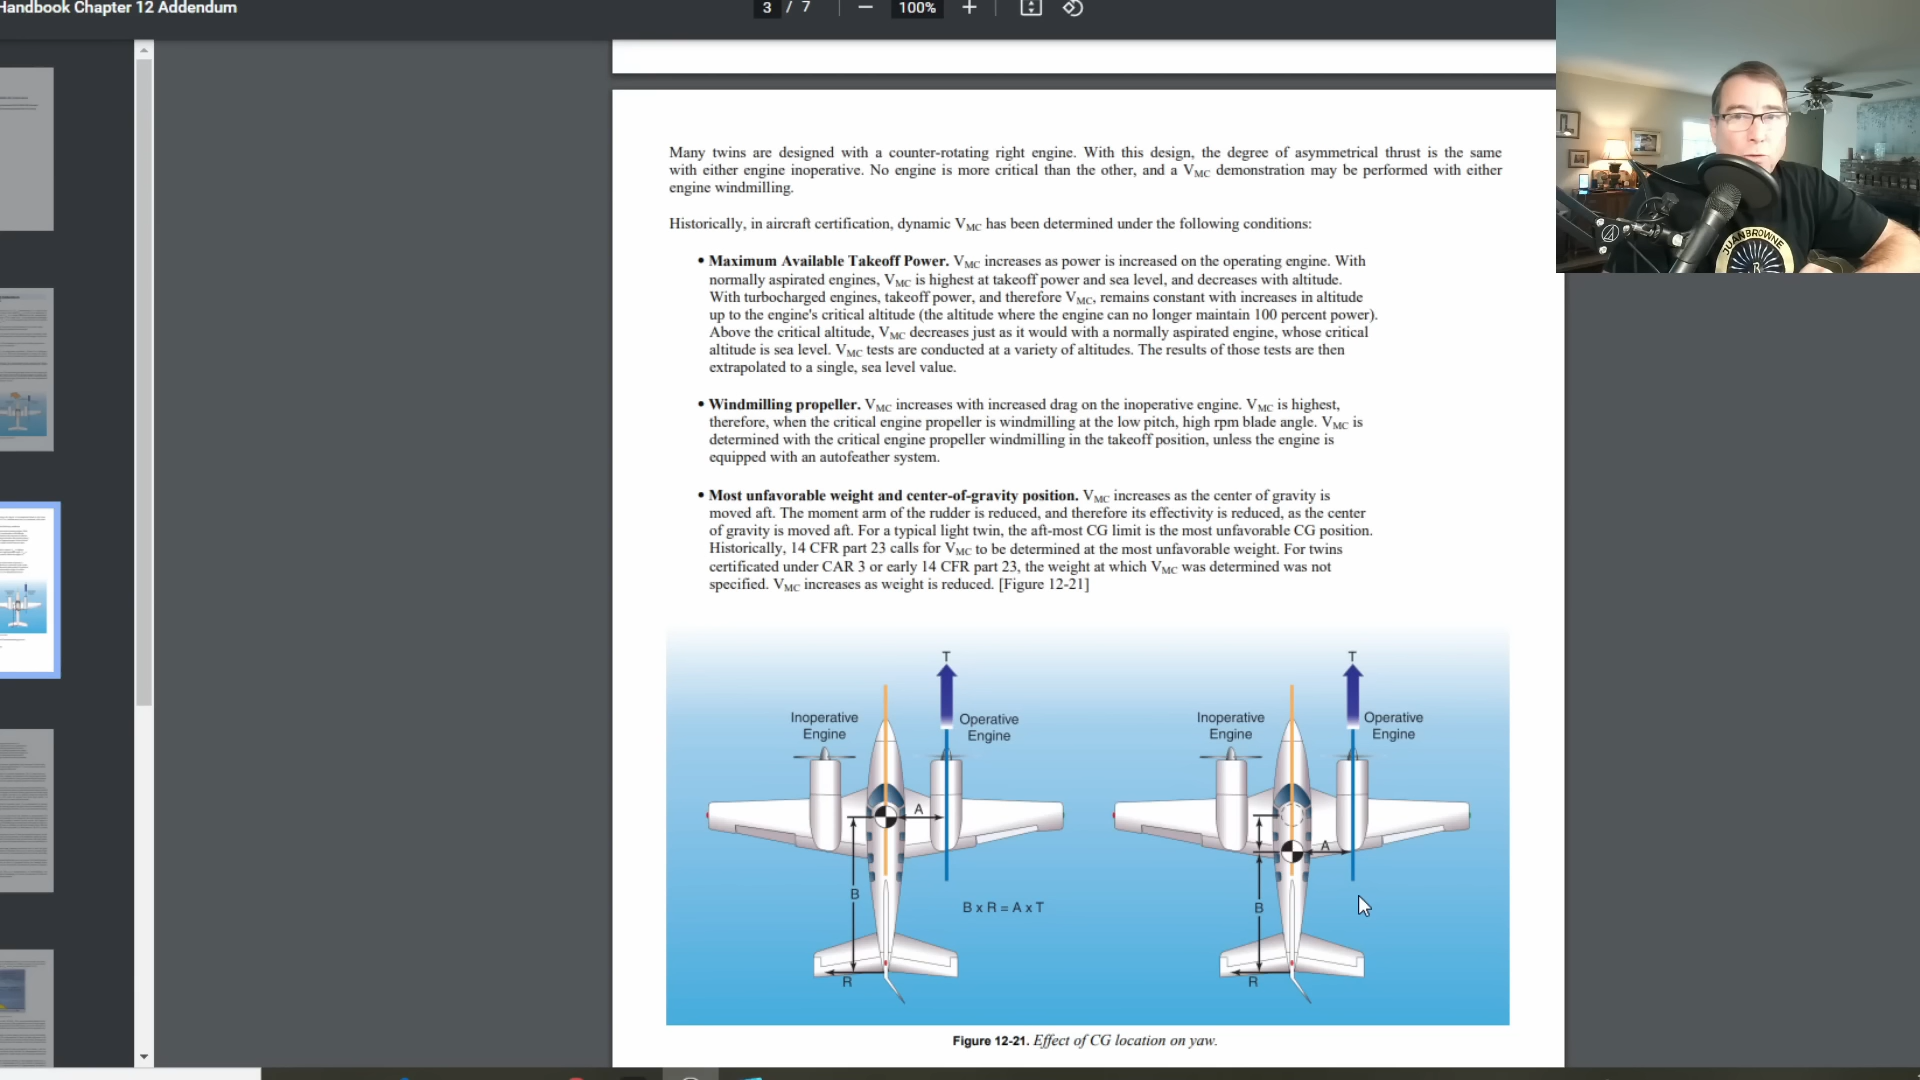 Handbook Chapter 12 Addendum
3 / 7
100%
Many twins are designed with a counter-rotating right engine. With this design, the degree of asymmetrical thrust is the same
with either engine inoperative. No engine is more critical than the other, and a VMC demonstration may be performed with either
engine windmilling.
Historically, in aircraft certification, dynamic VMC has been determined under the following conditions:
• Maximum Available Takeoff Power. VMC increases as power is increased on the operating engine. With
normally aspirated engines, VMC is highest at takeoff power and sea level, and decreases with altitude.
With turbocharged engines, takeoff power, and therefore VMC, remains constant with increases in altitude
up to the engine's critical altitude (the altitude where the engine can no longer maintain 100 percent power).
Above the critical altitude, VMC decreases just as it would with a normally aspirated engine, whose critical
altitude is sea level. VMC tests are conducted at a variety of altitudes. The results of those tests are then
extrapolated to a single, sea level value.
• Windmilling propeller. VMC increases with increased drag on the inoperative engine. VMC is highest,
therefore, when the critical engine propeller is windmilling at the low pitch, high rpm blade angle. VMC is
determined with the critical engine propeller windmilling in the takeoff position, unless the engine is
equipped with an autofeather system.
• Most unfavorable weight and center-of-gravity position. VMC increases as the center of gravity is
moved aft. The moment arm of the rudder is reduced, and therefore its effectivity is reduced, as the center
of gravity is moved aft. For a typical light twin, the aft-most CG limit is the most unfavorable CG position.
Historically, 14 CFR part 23 calls for VMC to be determined at the most unfavorable weight. For twins
certificated under CAR 3 or early 14 CFR part 23, the weight at which VMC was determined was not
specified. VMC increases as weight is reduced. [Figure 12-21]
T
Inoperative
Engine
Operative
Engine
A
B
B x R = A x T
R
T
Inoperative
Engine
Operative
Engine
A
B
R
Figure 12-21. Effect of CG location on yaw.
JUAN BROWNE